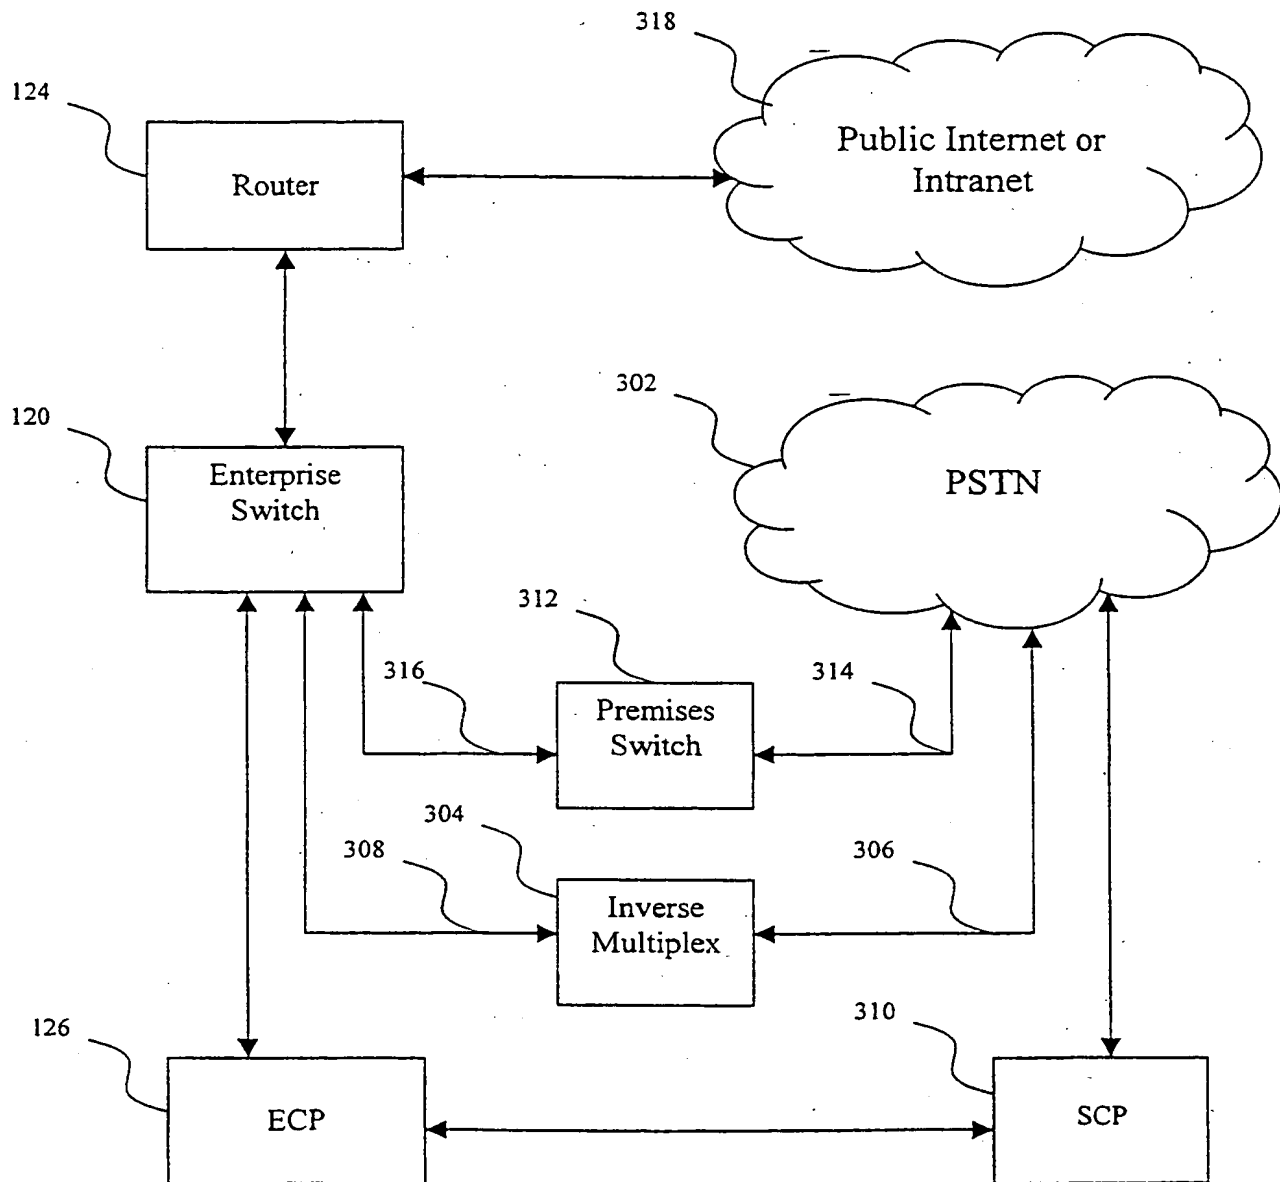 318
124
Public Internet or
Intranet
Router
302
120
Enterprise
Switch
PSTN
312
316
314
Premises
Switch
304
308
306
Inverse
Multiplex
126
310
ECP
SCP